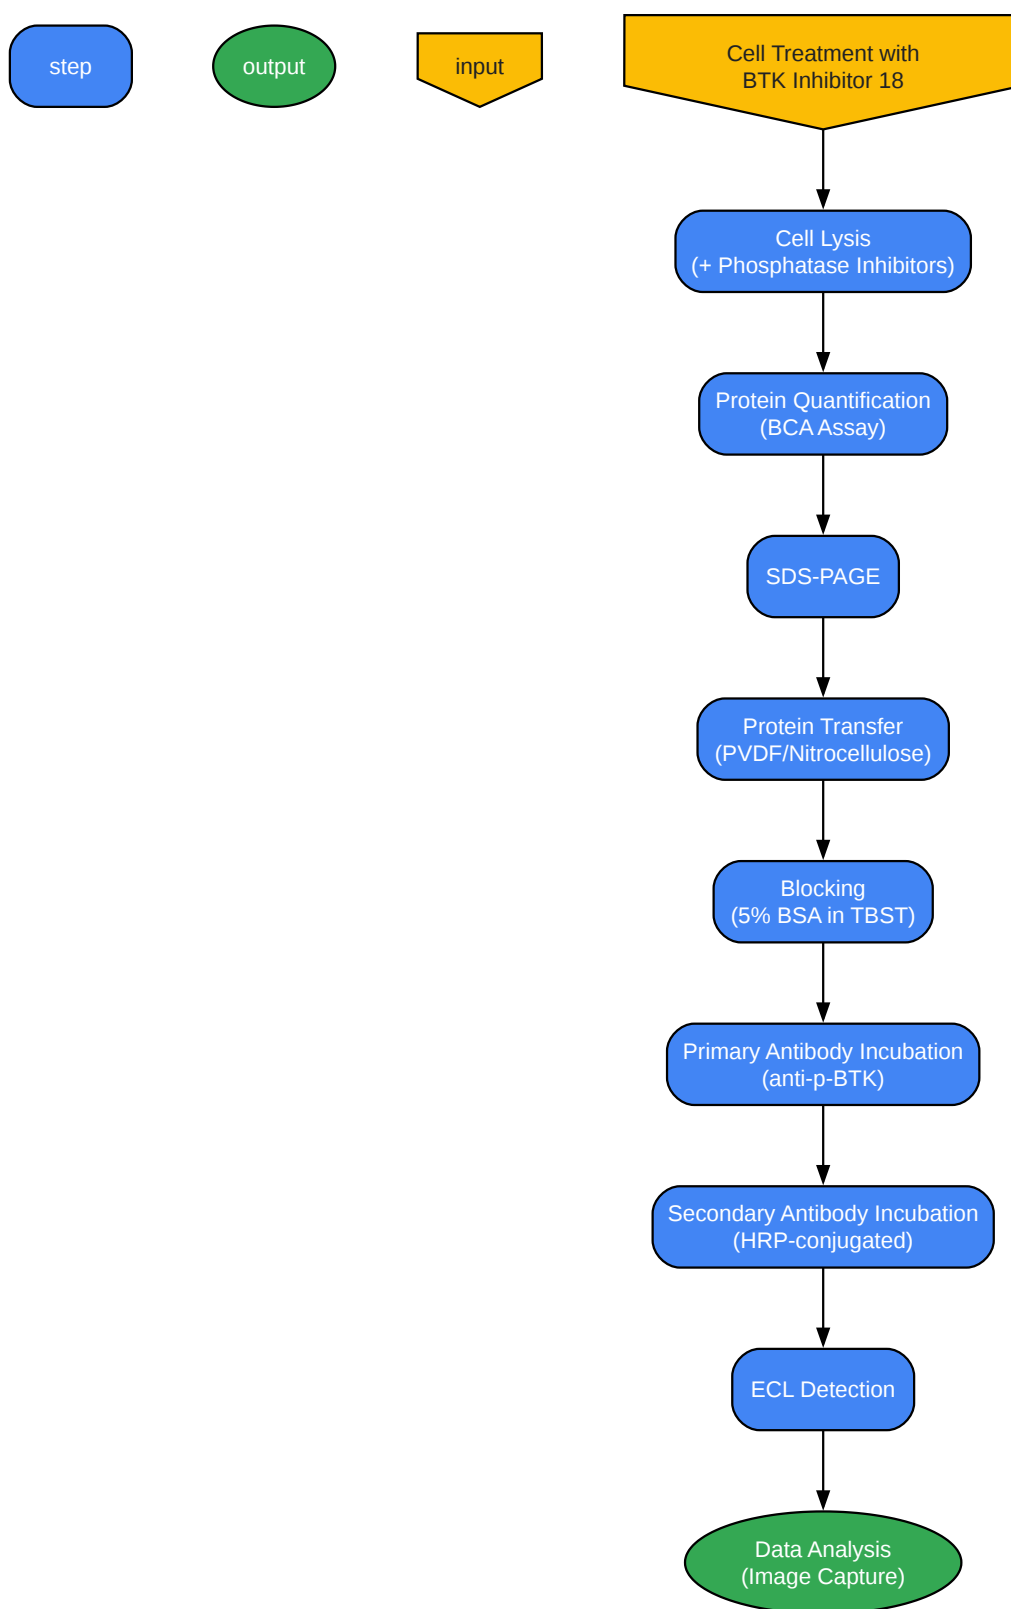 step
output
input
Cell Treatment with
BTK Inhibitor 18
Cell Lysis
(+ Phosphatase Inhibitors)
Protein Quantification
(BCA Assay)
SDS-PAGE
Protein Transfer
(PVDF/Nitrocellulose)
Blocking
(5% BSA in TBST)
Primary Antibody Incubation
(anti-p-BTK)
Secondary Antibody Incubation
(HRP-conjugated)
ECL Detection
Data Analysis
(Image Capture)